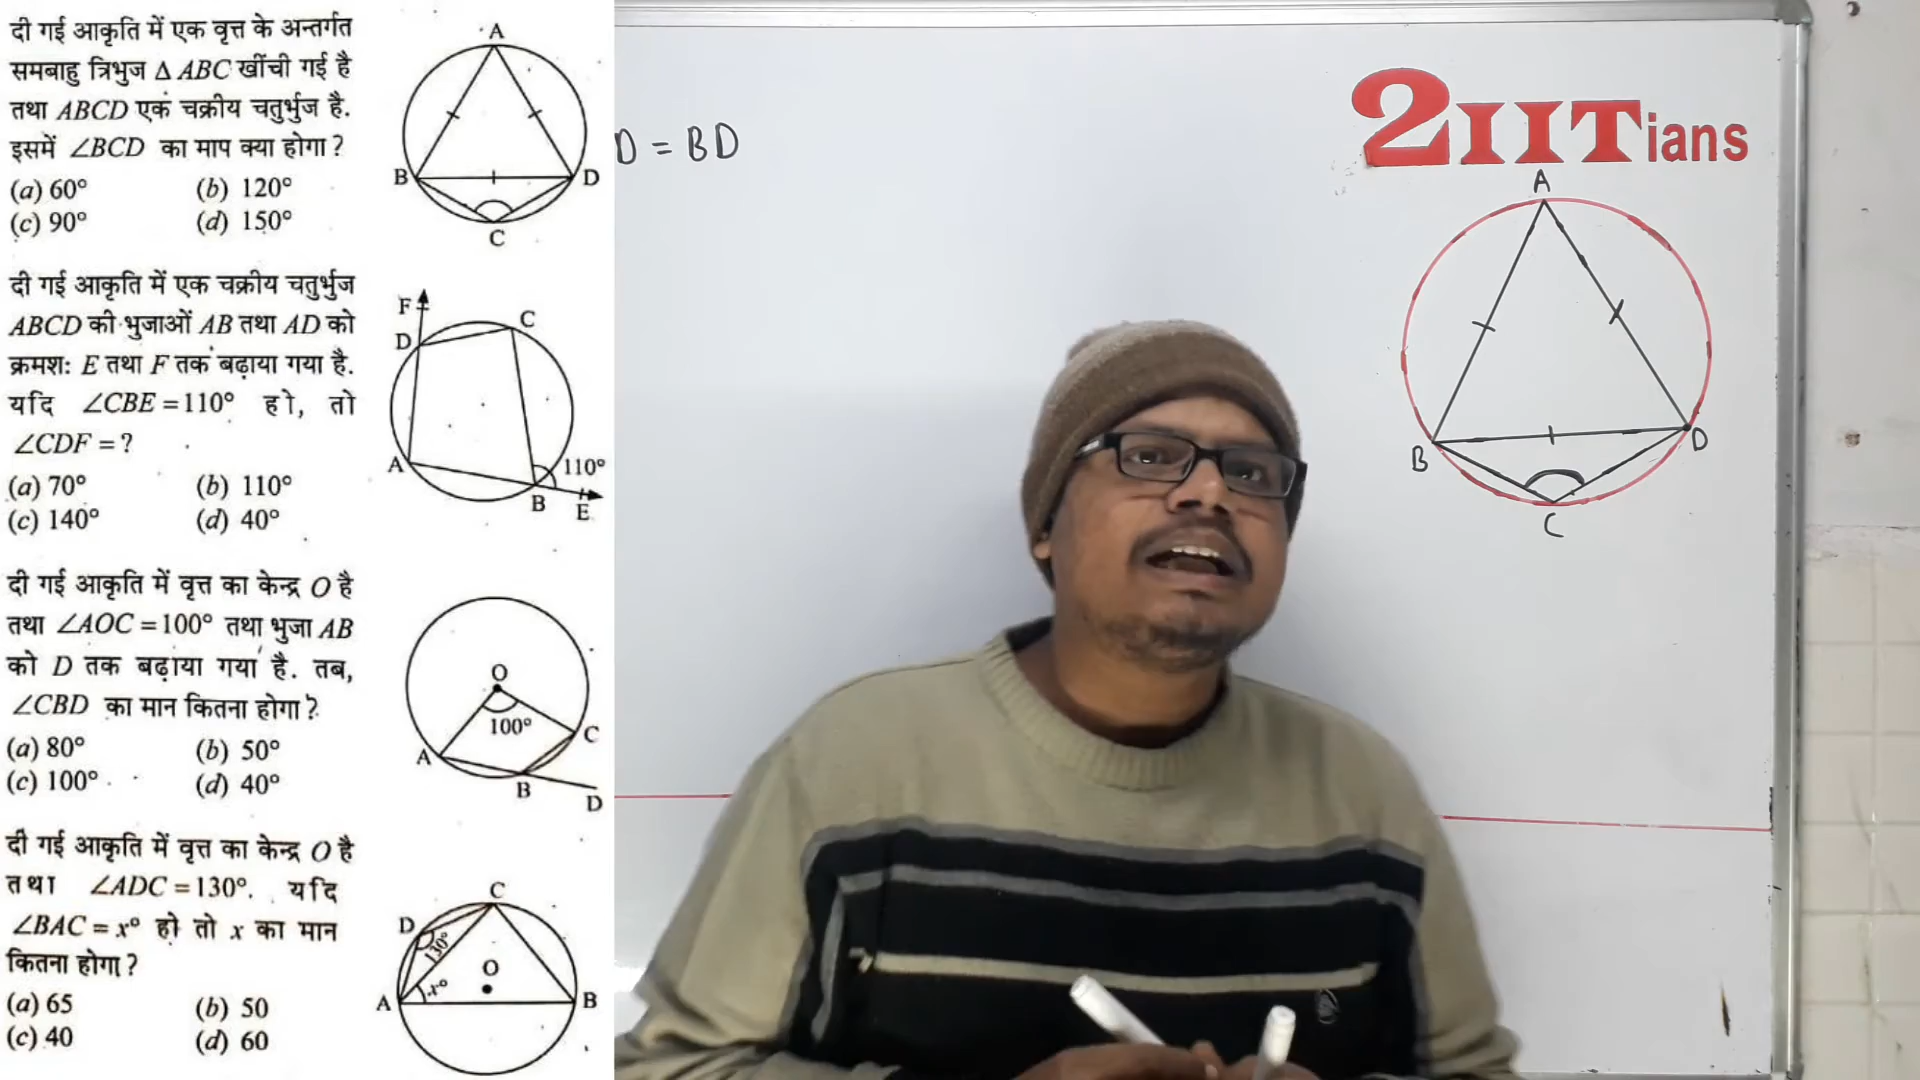 दी गई आकृति में एक वृत्त के अन्तर्गत
समबाहु त्रिभुज Δ ABC खींची गई है
तथा ABCD एक चक्रीय चतुर्भुज है.
इसमें ∠BCD का माप क्या होगा ?
(a) 60° (b) 120°
(c) 90° (d) 150°
A
B
D
C
दी गई आकृति में एक चक्रीय चतुर्भुज
ABCD की भुजाओं AB तथा AD को
क्रमशः E तथा F तक बढ़ाया गया है.
यदि ∠CBE = 110° हो, तो
∠CDF = ?
(a) 70° (b) 110°
(c) 140° (d) 40°
F
C
D
A
110°
B
E
दी गई आकृति में वृत्त का केन्द्र O है
तथा ∠AOC = 100° तथा भुजा AB
को D तक बढ़ाया गया है. तब,
∠CBD का मान कितना होगा ?
(a) 80° (b) 50°
(c) 100° (d) 40°
O
100°
C
A
B
D
दी गई आकृति में वृत्त का केन्द्र O है
तथा ∠ADC = 130°. यदि
∠BAC = x° हो तो x का मान
कितना होगा ?
(a) 65 (b) 50
(c) 40 (d) 60
C
D
130°
O
x°
A
B
D = BD
2IITians
A
B
D
C